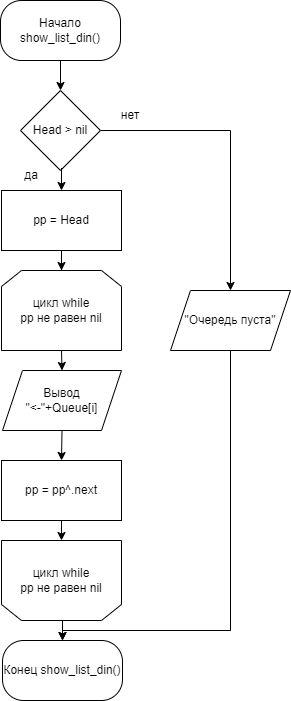 Начало
show_list_din()
Head > nil
нет
да
pp = Head
цикл while
pp не равен nil
"Очередь пуста"
Вывод
"<-"+Queue[i]
pp = pp^.next
цикл while
pp не равен nil
Конец show_list_din()